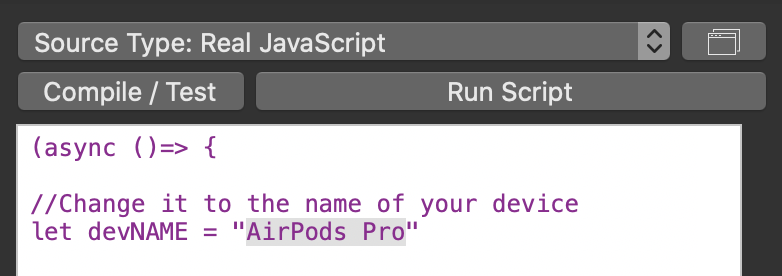 Source Type: Real JavaScript
Compile / Test
Run Script
(async ()=> {
//Change it to the name of your device
let devNAME = "AirPods Pro"